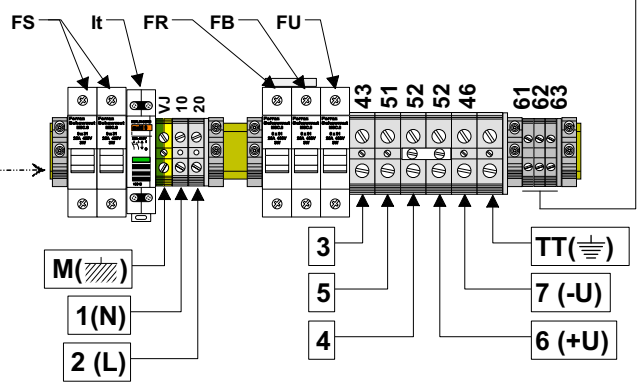 FS It FR FB FU
VJ 10 20 43 51 52 52 46 61 62 63
M( )
1(N)
2 (L)
3
5
4
TT( )
7 (-U)
6 (+U)